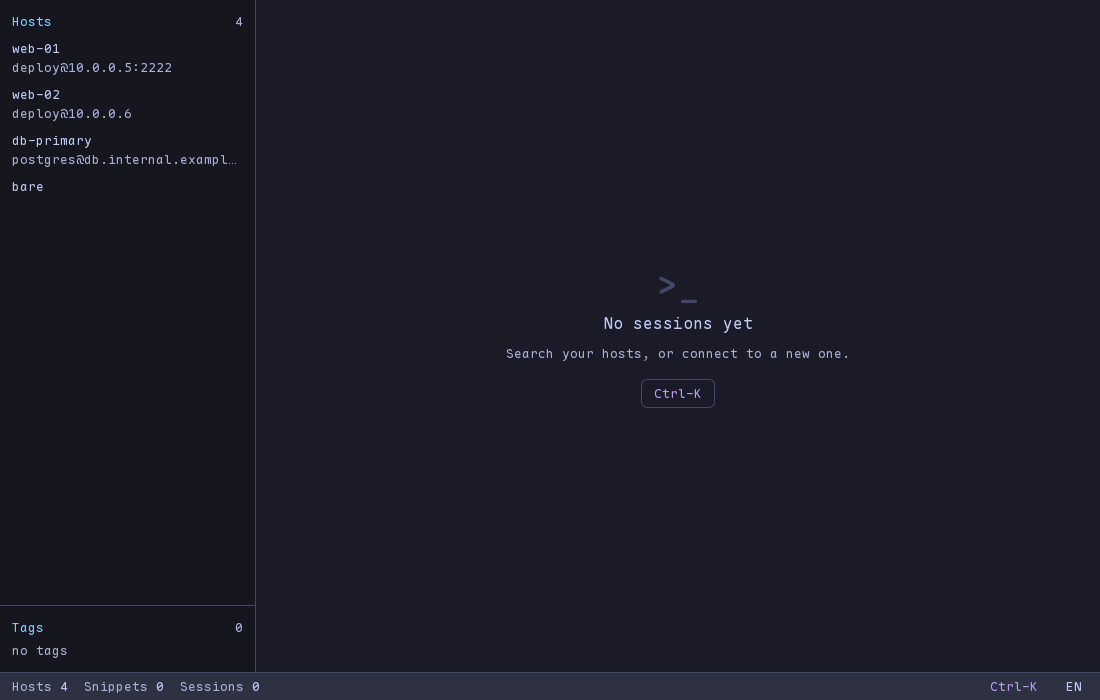 Hosts 4
web-01
deploy@10.0.0.5:2222
web-02
deploy@10.0.0.6
db-primary
postgres@db.internal.exampl…
bare
>_
No sessions yet
Search your hosts, or connect to a new one.
Ctrl-K
Tags 0
no tags
Hosts 4 Snippets 0 Sessions 0 Ctrl-K EN